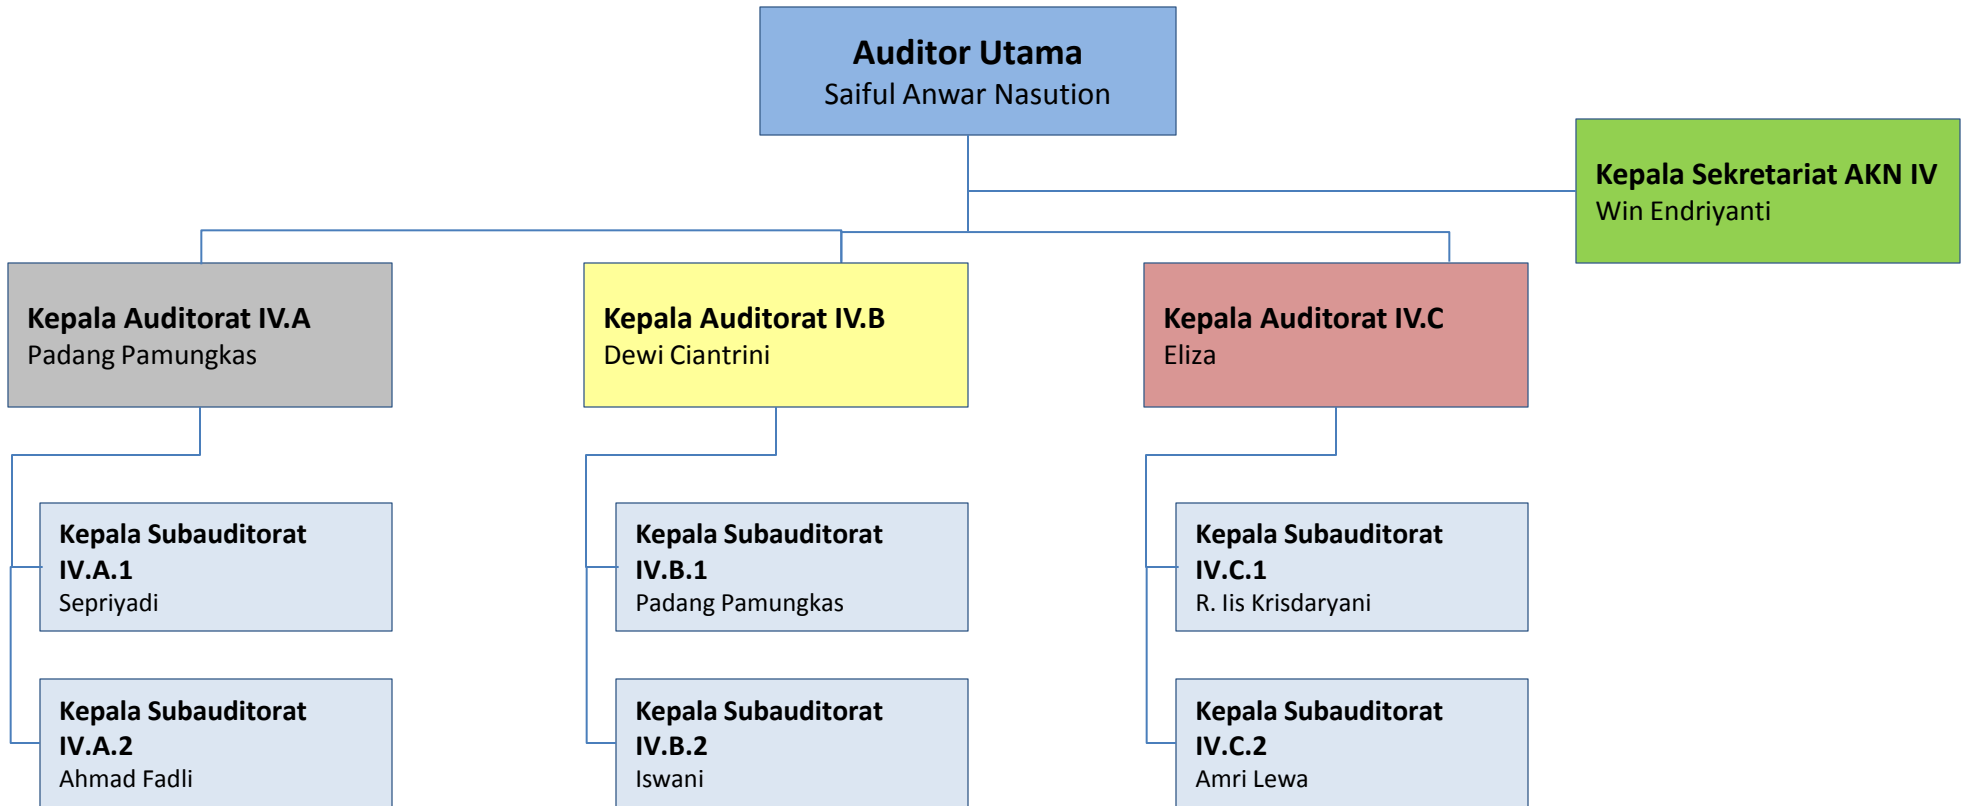 Auditor Utama
Saiful Anwar Nasution
Kepala Sekretariat AKN IV
Win Endriyanti
Kepala Auditorat IV.A
Padang Pamungkas
Kepala Auditorat IV.B
Dewi Ciantrini
Kepala Auditorat IV.C
Eliza
Kepala Subauditorat
IV.A.1
Sepriyadi
Kepala Subauditorat
IV.B.1
Padang Pamungkas
Kepala Subauditorat
IV.C.1
R. Iis Krisdaryani
Kepala Subauditorat
IV.A.2
Ahmad Fadli
Kepala Subauditorat
IV.B.2
Iswani
Kepala Subauditorat
IV.C.2
Amri Lewa